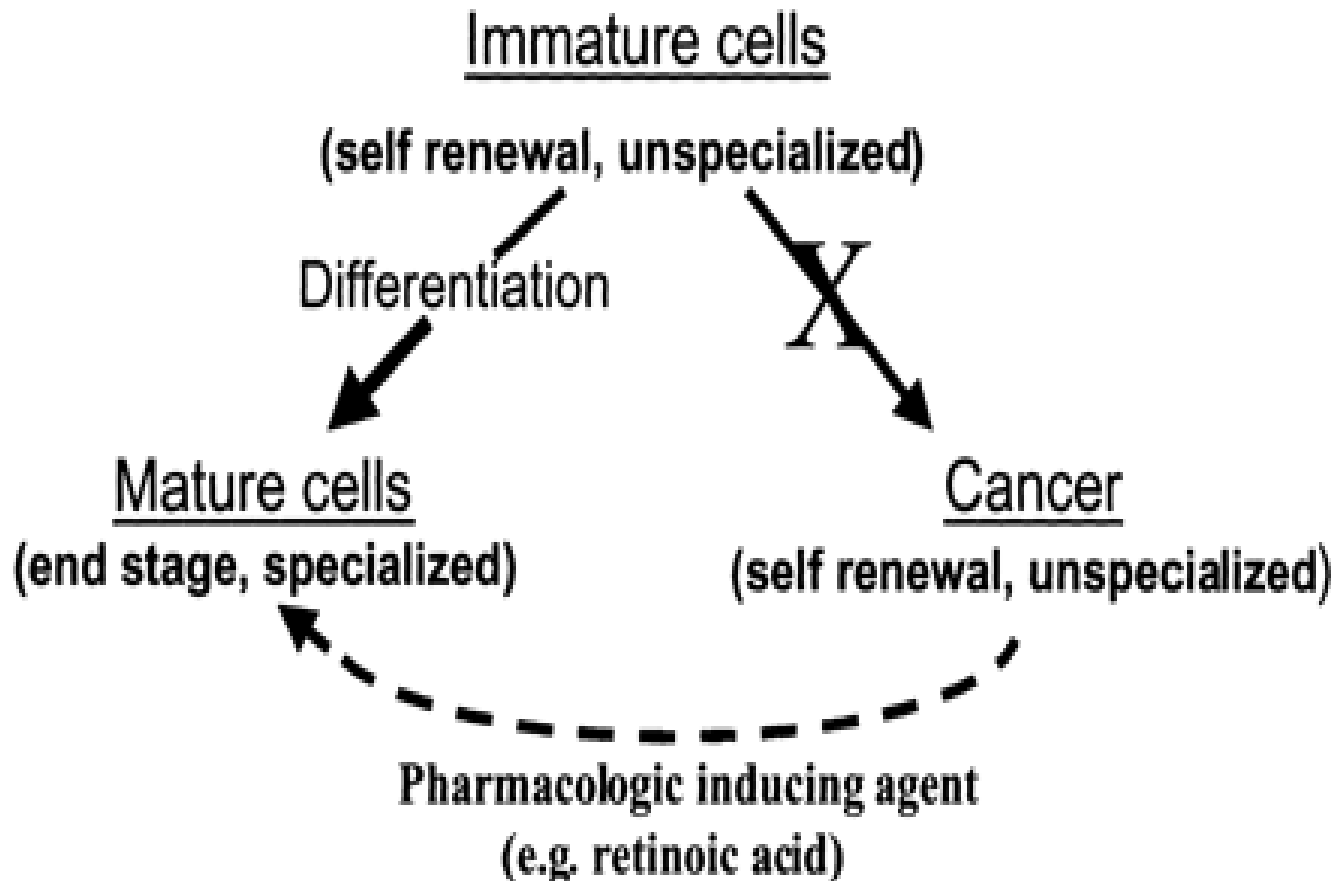 Immature cells
(self renewal, unspecialized)
Differentiation
X
Mature cells
(end stage, specialized)
Cancer
(self renewal, unspecialized)
Pharmacologic inducing agent
(e.g. retinoic acid)